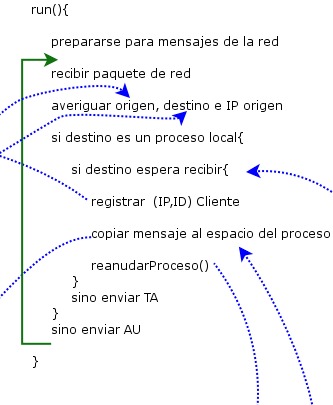 run(){
prepararse para mensajes de la red
recibir paquete de red
averiguar origen, destino e IP origen
si destino es un proceso local{
si destino espera recibir{
registrar (IP,ID) Cliente
copiar mensaje al espacio del proceso
reanudarProceso()
}
sino enviar TA
}
sino enviar AU
}